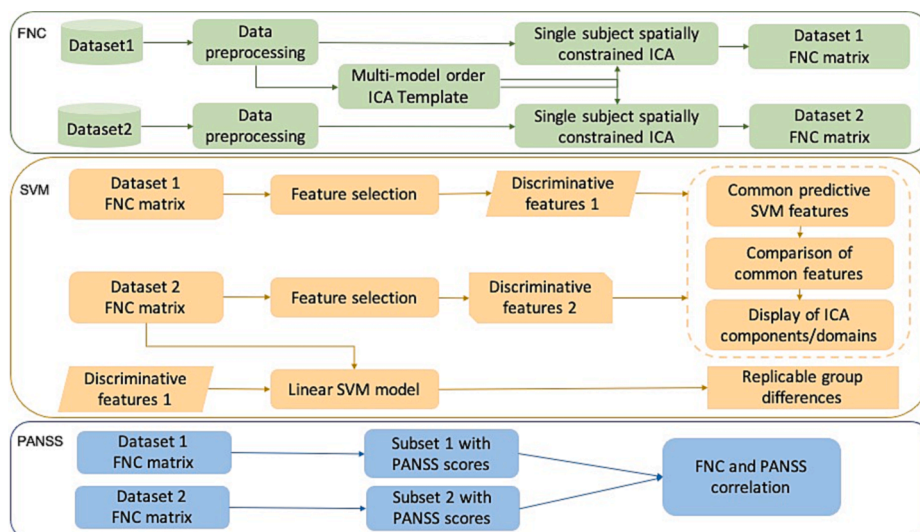 FNC
Dataset1
Data
preprocessing
Single subject spatially
constrained ICA
Dataset 1
FNC matrix
Multi-model order
ICA Template
Dataset2
Data
preprocessing
Single subject spatially
constrained ICA
Dataset 2
FNC matrix
SVM
Dataset 1
FNC matrix
Feature selection
Discriminative
features 1
Common predictive
SVM features
Comparison of
common features
Dataset 2
FNC matrix
Feature selection
Discriminative
features 2
Display of ICA
components/domains
Discriminative
features 1
Linear SVM model
Replicable group
differences
PANSS
Dataset 1
FNC matrix
Subset 1 with
PANSS scores
FNC and PANSS
correlation
Dataset 2
FNC matrix
Subset 2 with
PANSS scores